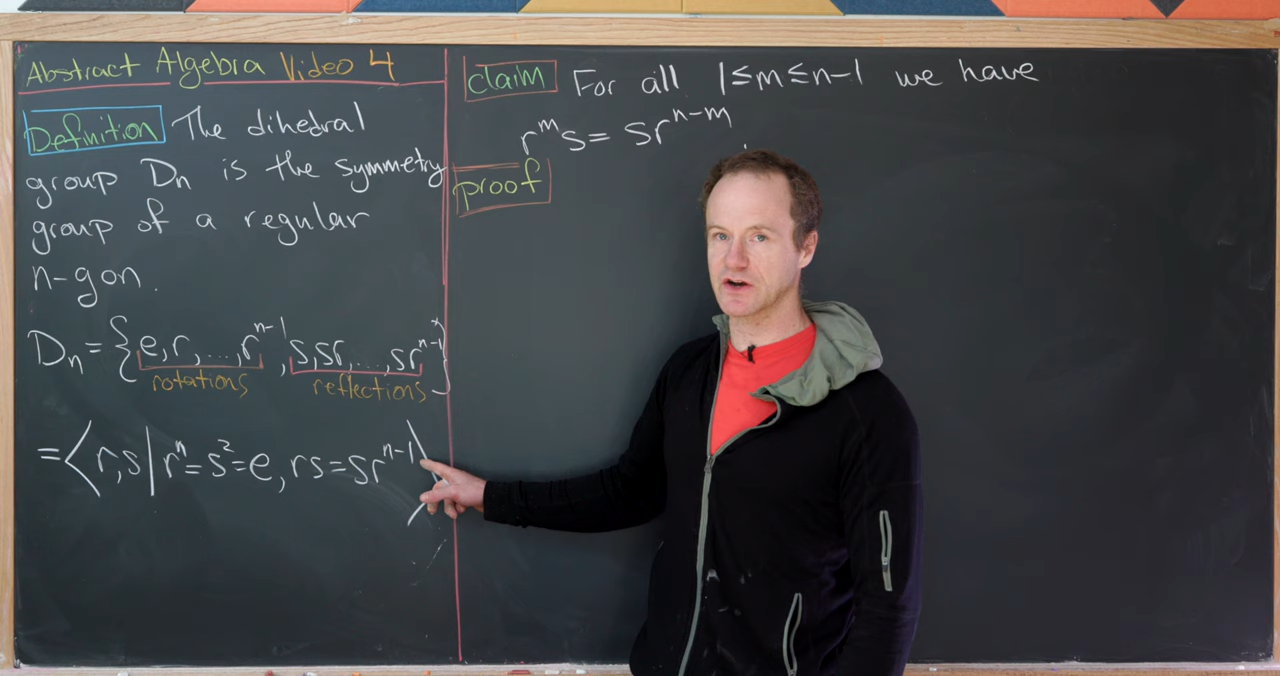 Abstract Algebra Video 4
Definition The dihedral
group Dn is the symmetry
group of a regular
n-gon.
Dn = {e, r, ..., r^{n-1}, s, sr, ..., sr^{n-1}}
rotations reflections
= ⟨r, s | r^n = s^2 = e, rs = sr^{n-1}⟩
claim For all 1 ≤ m ≤ n-1 we have
r^m s = sr^{n-m}.
proof